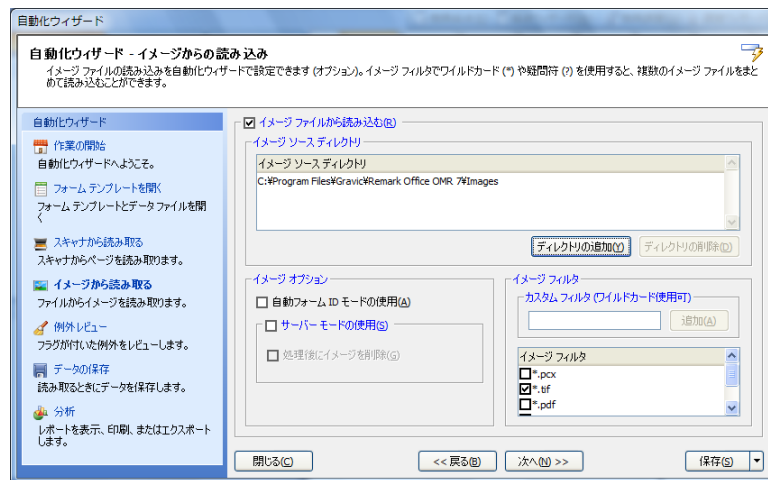 自動化ウィザード
自動化ウィザード - イメージからの読み込み
イメージ ファイルの読み込みを自動化ウィザードで設定できます (オプション)。イメージ フィルタでワイルドカード (*) や疑問符 (?) を使用すると、複数のイメージ ファイルをまと
めて読み込むことができます。
自動化ウィザード
作業の開始
自動化ウィザードへようこそ。
フォーム テンプレートを開く
フォーム テンプレートとデータ ファイルを開
く
スキャナから読み取る
スキャナからページを読み取ります。
イメージから読み取る
ファイルからイメージを読み取ります。
例外レビュー
フラグが付いた例外をレビューします。
データの保存
読み取るときにデータを保存します。
分析
レポートを表示、印刷、またはエクスポート
します。
イメージ ファイルから読み込む(R)
イメージ ソース ディレクトリ
イメージ ソース ディレクトリ
C:¥Program Files¥Gravic¥Remark Office OMR 7¥Images
ディレクトリの追加(Y)
ディレクトリの削除(D)
イメージ オプション
自動フォーム ID モードの使用(A)
サーバー モードの使用(S)
処理後にイメージを削除(G)
イメージ フィルタ
カスタム フィルタ (ワイルドカード使用可)
追加(A)
イメージ フィルタ
*.pcx
*.tif
*.pdf
閉じる(C)
<< 戻る(B)
次へ(N) >>
保存(S)